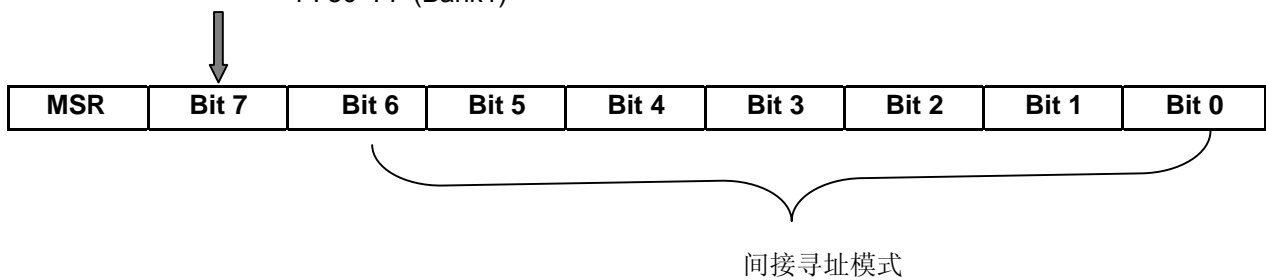 (Bank1)
MSR Bit 7 Bit 6 Bit 5 Bit 4 Bit 3 Bit 2 Bit 1 Bit 0
间接寻址模式